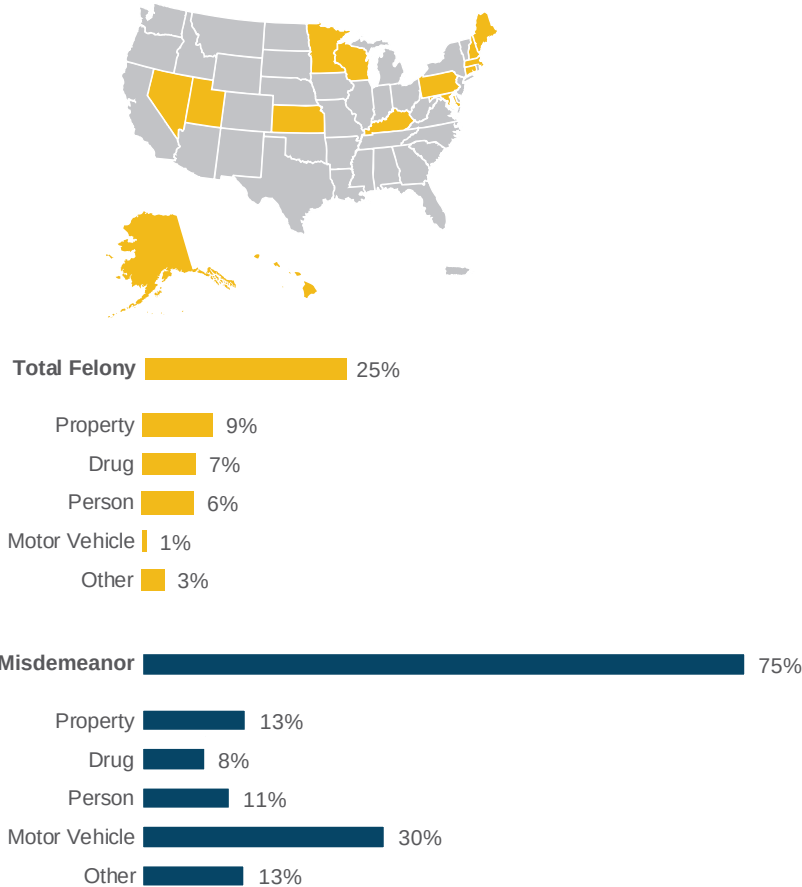 Total Felony 25%
Property 9%
Drug 7%
Person 6%
Motor Vehicle 1%
Other 3%
Misdemeanor 75%
Property 13%
Drug 8%
Person 11%
Motor Vehicle 30%
Other 13%